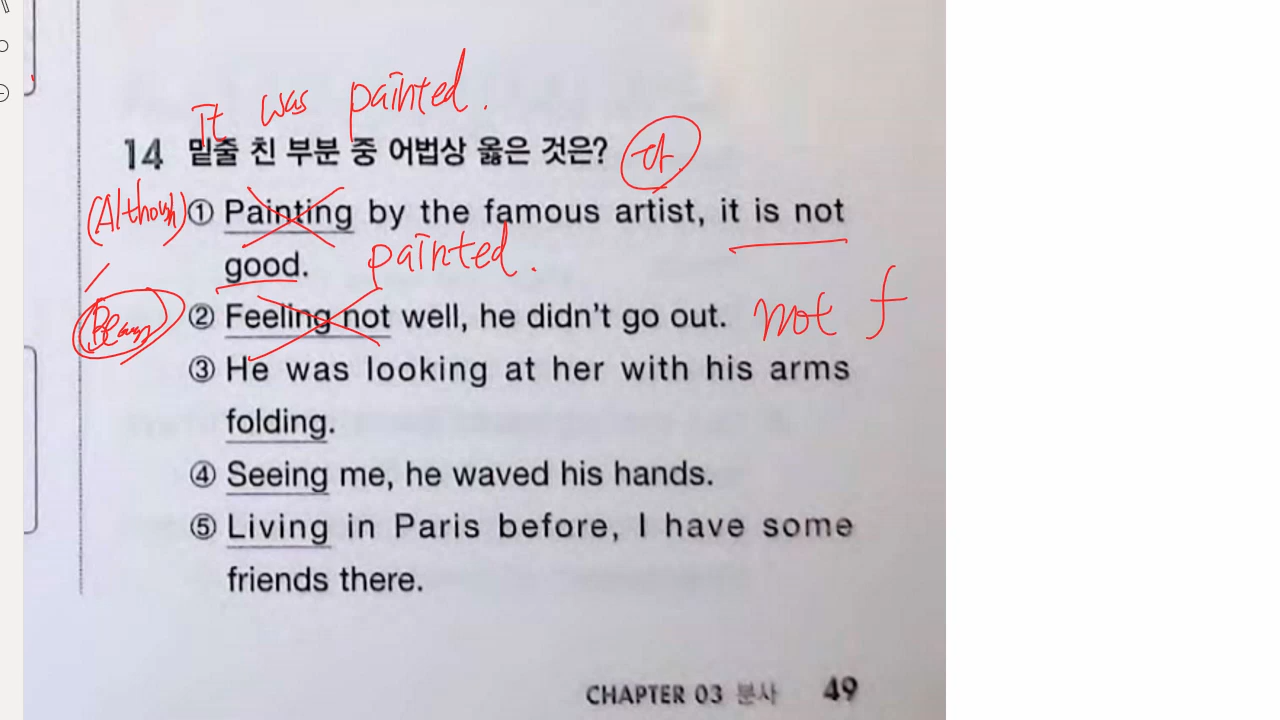 It was painted.
14 밑줄 친 부분 중 어법상 옳은 것은?
(Although) ① Painting by the famous artist, it is not
good. painted.
② Feeling not well, he didn't go out. not f
③ He was looking at her with his arms
folding.
④ Seeing me, he waved his hands.
⑤ Living in Paris before, I have some
friends there.
CHAPTER 03 분사 49